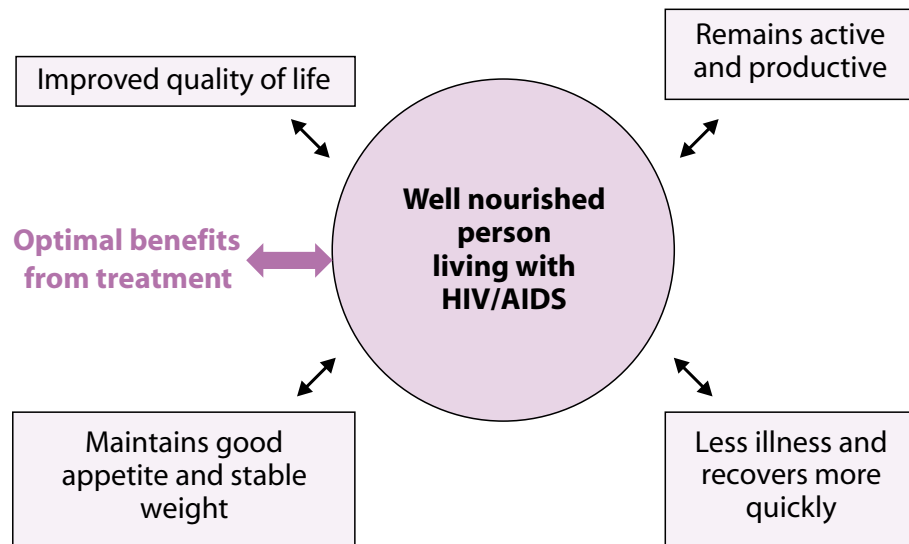 Improved quality of life
Remains active
and productive
Optimal benefits
from treatment
Well nourished
person
living with
HIV/AIDS
Maintains good
appetite and stable
weight
Less illness and
recovers more
quickly